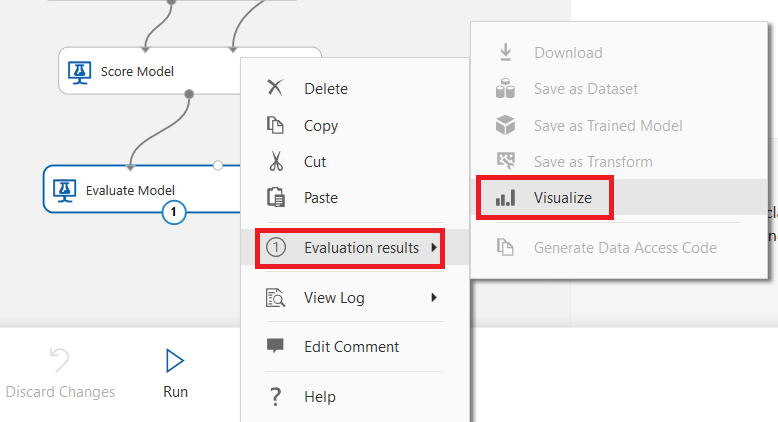 Score Model
Evaluate Model
1
Delete
Copy
Cut
Paste
1 Evaluation results
View Log
Edit Comment
Help
Download
Save as Dataset
Save as Trained Model
Save as Transform
Visualize
Generate Data Access Code
Discard Changes
Run